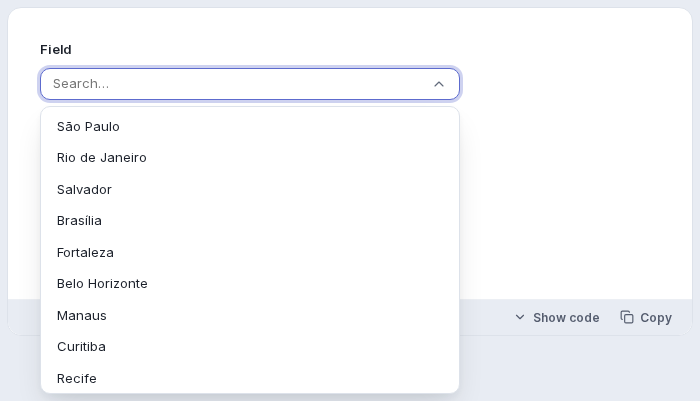 Field
Search...
São Paulo
Rio de Janeiro
Salvador
Brasília
Fortaleza
Belo Horizonte
Manaus
Curitiba
Recife
Show code
Copy